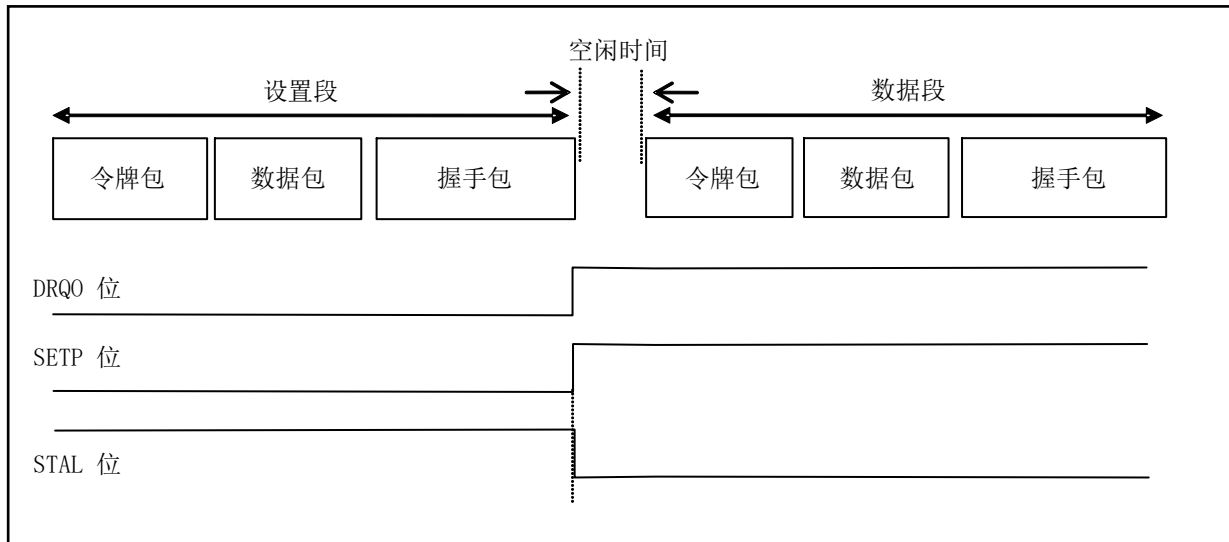 空闲时间
设置段
数据段
令牌包
数据包
握手包
令牌包
数据包
握手包
DRQO 位
SETP 位
STAL 位